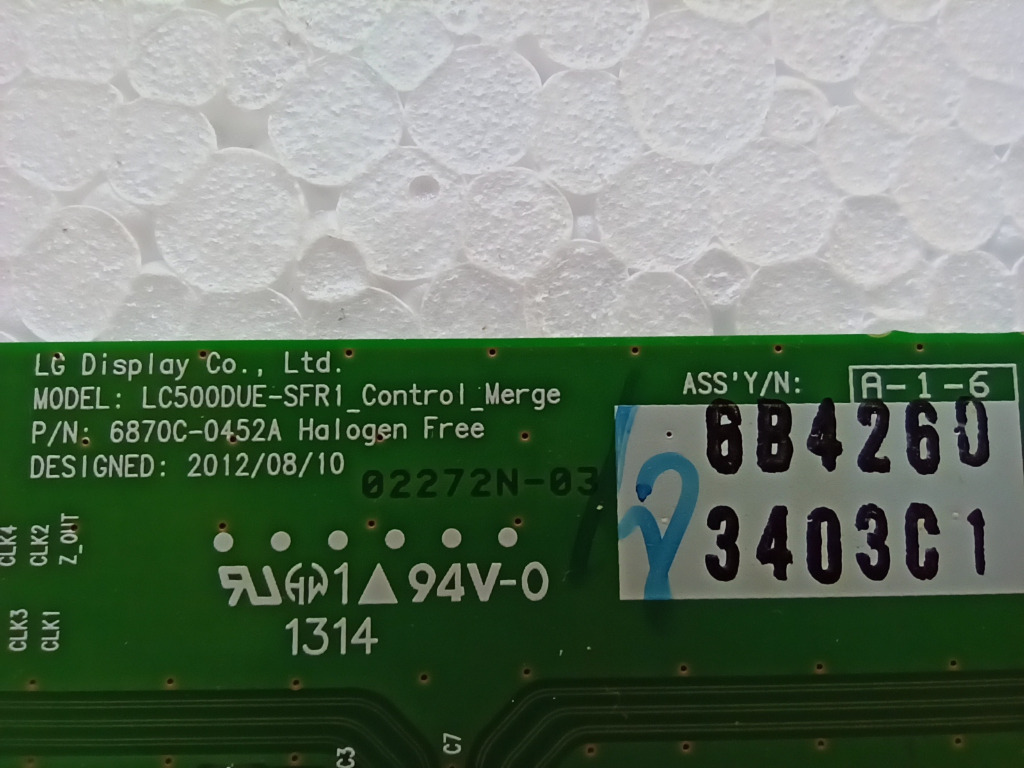 LG Display Co., Ltd.
MODEL: LC500DUE-SFR1_Control_Merge
P/N: 6870C-0452A Halogen Free
DESIGNED: 2012/08/10
02272N-03
ASS'Y/N: A-1-6
6B426
3403C1
CLK4
CLK2
Z_OUT
94V-0
1314
CLK3
CLK1
C3
C7